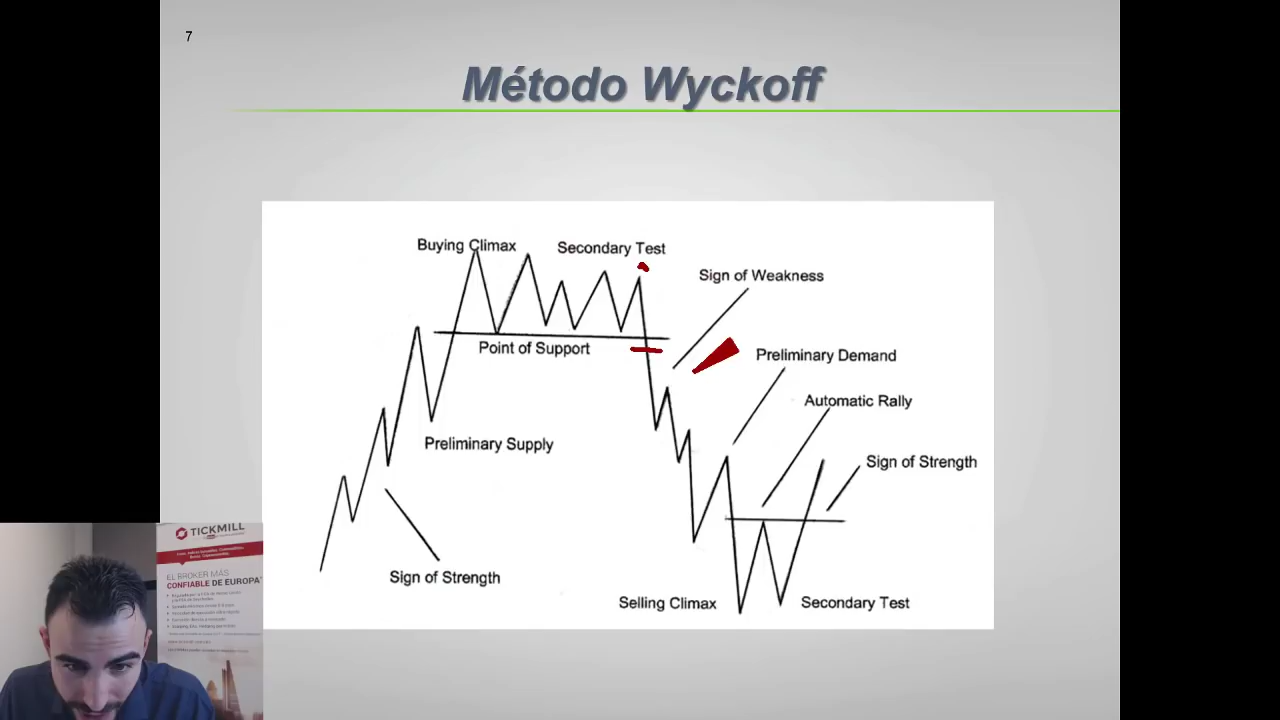 7
Método Wyckoff
Buying Climax
Secondary Test
Sign of Weakness
Point of Support
Preliminary Demand
Automatic Rally
Preliminary Supply
Sign of Strength
Sign of Strength
Selling Climax
Secondary Test
TICKMILL
EL BROKER MÁS
CONFIABLE DE EUROPA